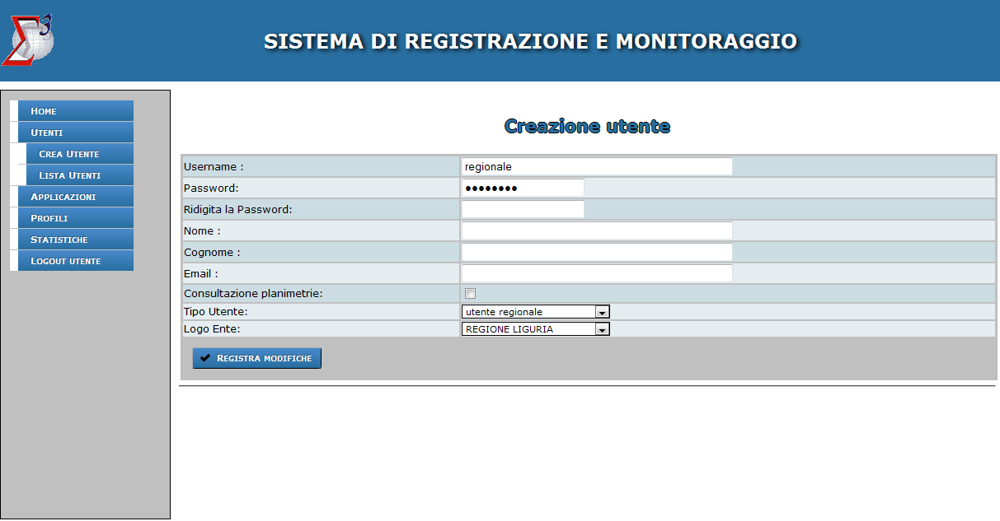 SISTEMA DI REGISTRAZIONE E MONITORAGGIO
Σ3
HOME
UTENTI
CREA UTENTE
LISTA UTENTI
APPLICAZIONI
PROFILI
STATISTICHE
LOGOUT UTENTE
Creazione utente
Username : regionale
Password: ••••••••
Ridigita la Password:
Nome :
Cognome :
Email :
Consultazione planimetrie:
Tipo Utente: utente regionale
Logo Ente: REGIONE LIGURIA
REGISTRA MODIFICHE